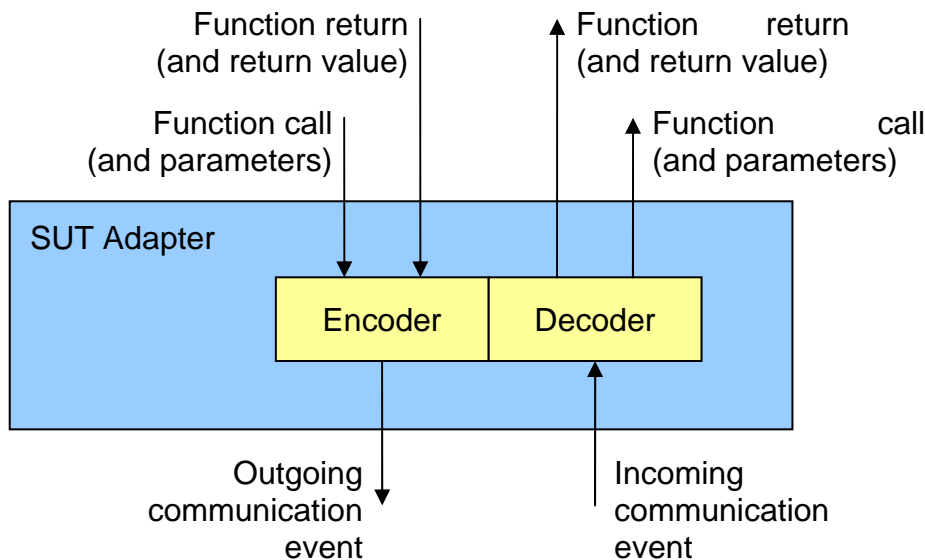 Function return
(and return value)
Function return
(and return value)
Function call
(and parameters)
Function call
(and parameters)
SUT Adapter
Encoder
Decoder
Outgoing
communication
event
Incoming
communication
event